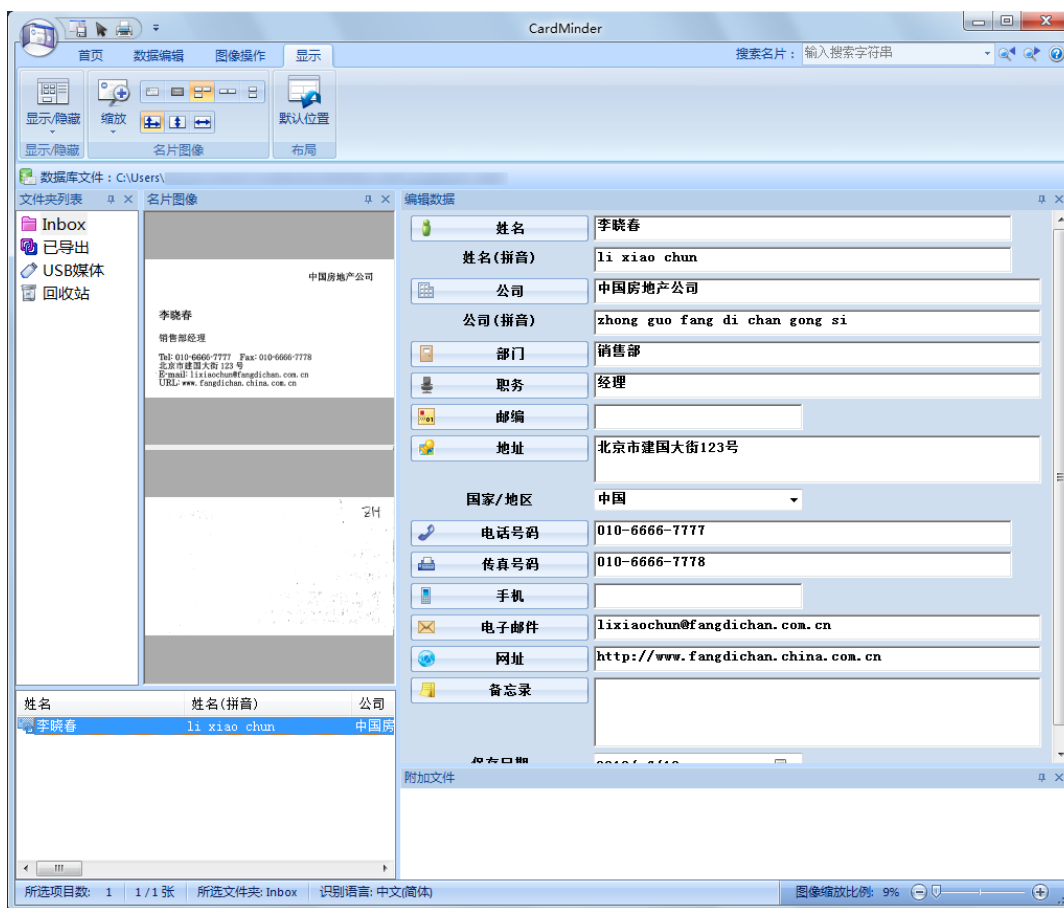 CardMinder
首页 数据编辑 图像操作 显示 搜索名片： 输入搜索字符串
显示/隐藏 缩放 默认位置
显示/隐藏 名片图像 布局
数据库文件：C:\Users\
文件夹列表 名片图像 编辑数据
Inbox
已导出
USB媒体
回收站
中国房地产公司
李晓春
销售部经理
Tel: 010-6666-7777 Fax: 010-6666-7778
北京市建国大街 123 号
E-mail: lixiaochun@fangdichan.com.cn
URL: www.fangdichan.china.com.cn
ZH
姓名 李晓春
姓名(拼音) li xiao chun
公司 中国房地产公司
公司(拼音) zhong guo fang di chan gong si
部门 销售部
职务 经理
邮编
地址 北京市建国大街123号
国家/地区 中国
电话号码 010-6666-7777
传真号码 010-6666-7778
手机
电子邮件 lixiaochun@fangdichan.com.cn
网址 http://www.fangdichan.china.com.cn
备忘录
保存日期
姓名 姓名(拼音) 公司
李晓春 li xiao chun 中国房
附加文件
所选项目数: 1 1/1张 所选文件夹: Inbox 识别语言: 中文(简体) 图像缩放比例: 9%